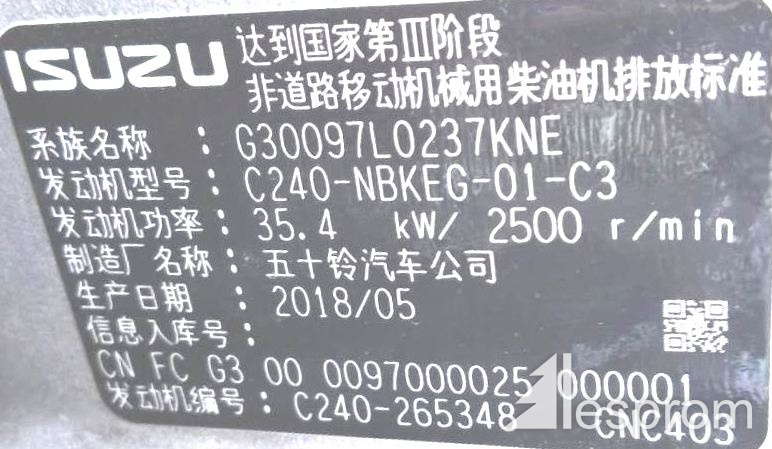 ISUZU 达到国家第III阶段
非道路移动机械用柴油机排放标准
系族名称：G30097L0237KNE
发动机型号：C240-NBKEG-01-C3
发动机功率：35.4 kW/ 2500 r/min
制造厂名称：五十铃汽车公司
生产日期：2018/05
信息入库号：
CN FC G3 00 0097000025 000001
发动机编号：C240-265348 CNC403
lesprom